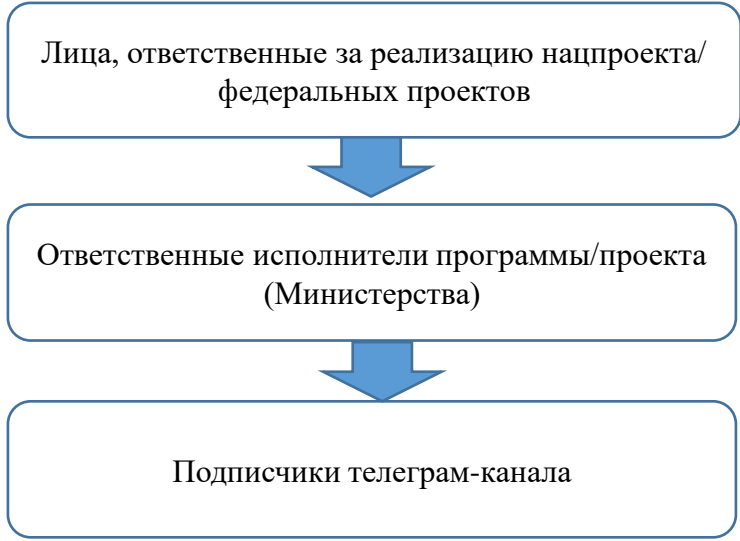 Лица, ответственные за реализацию нацпроекта/
федеральных проектов
Ответственные исполнители программы/проекта
(Министерства)
Подписчики телеграм-канала